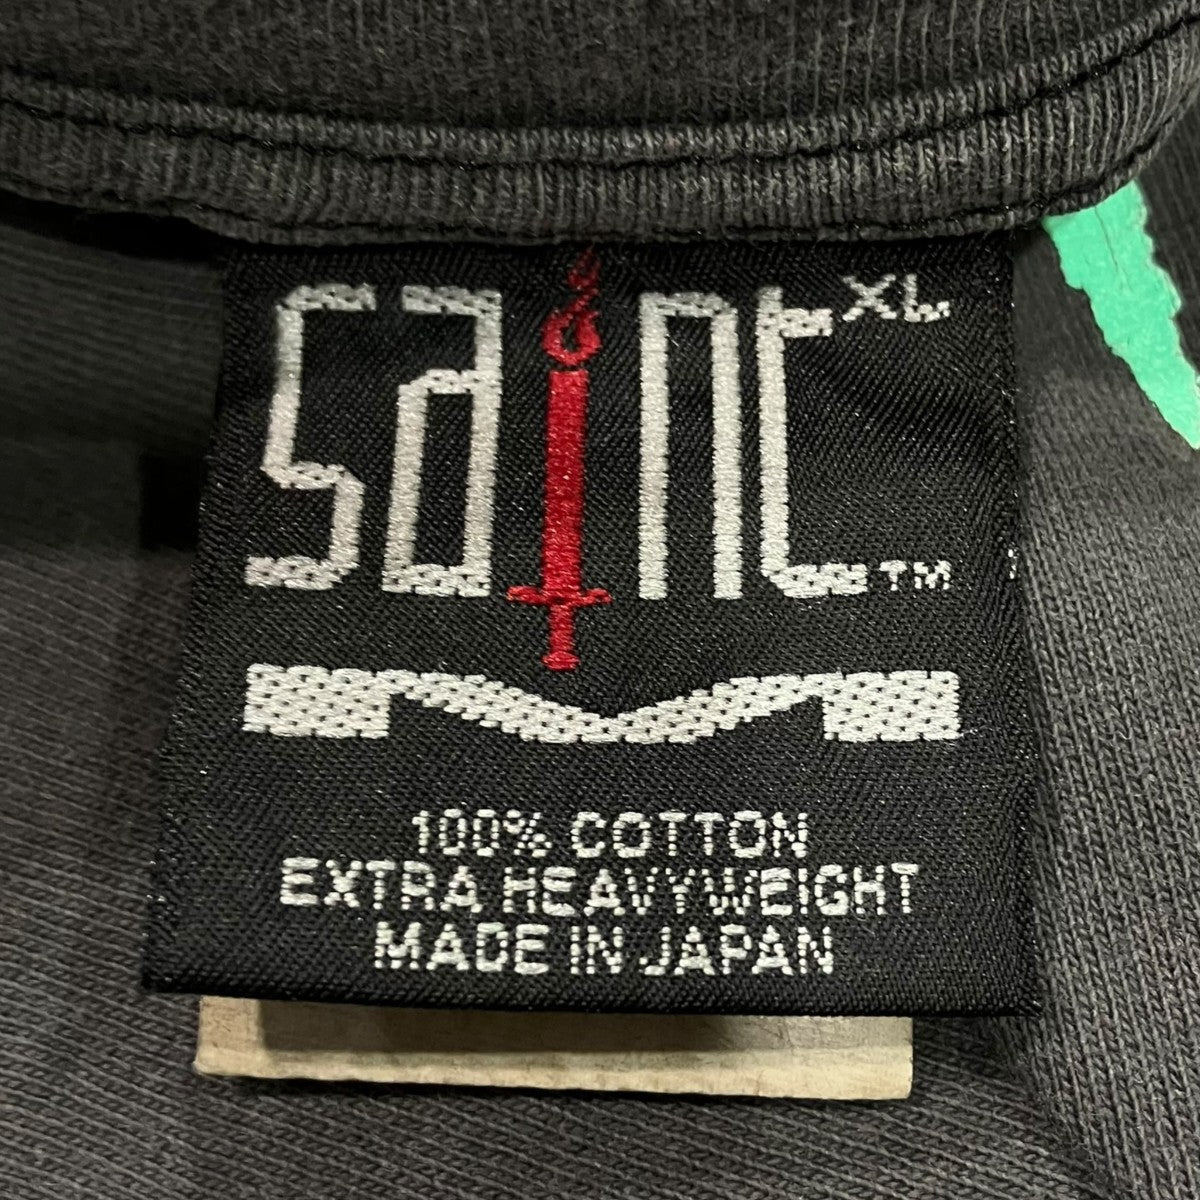 saint XL
TM
100% COTTON
EXTRA HEAVYWEIGHT
MADE IN JAPAN